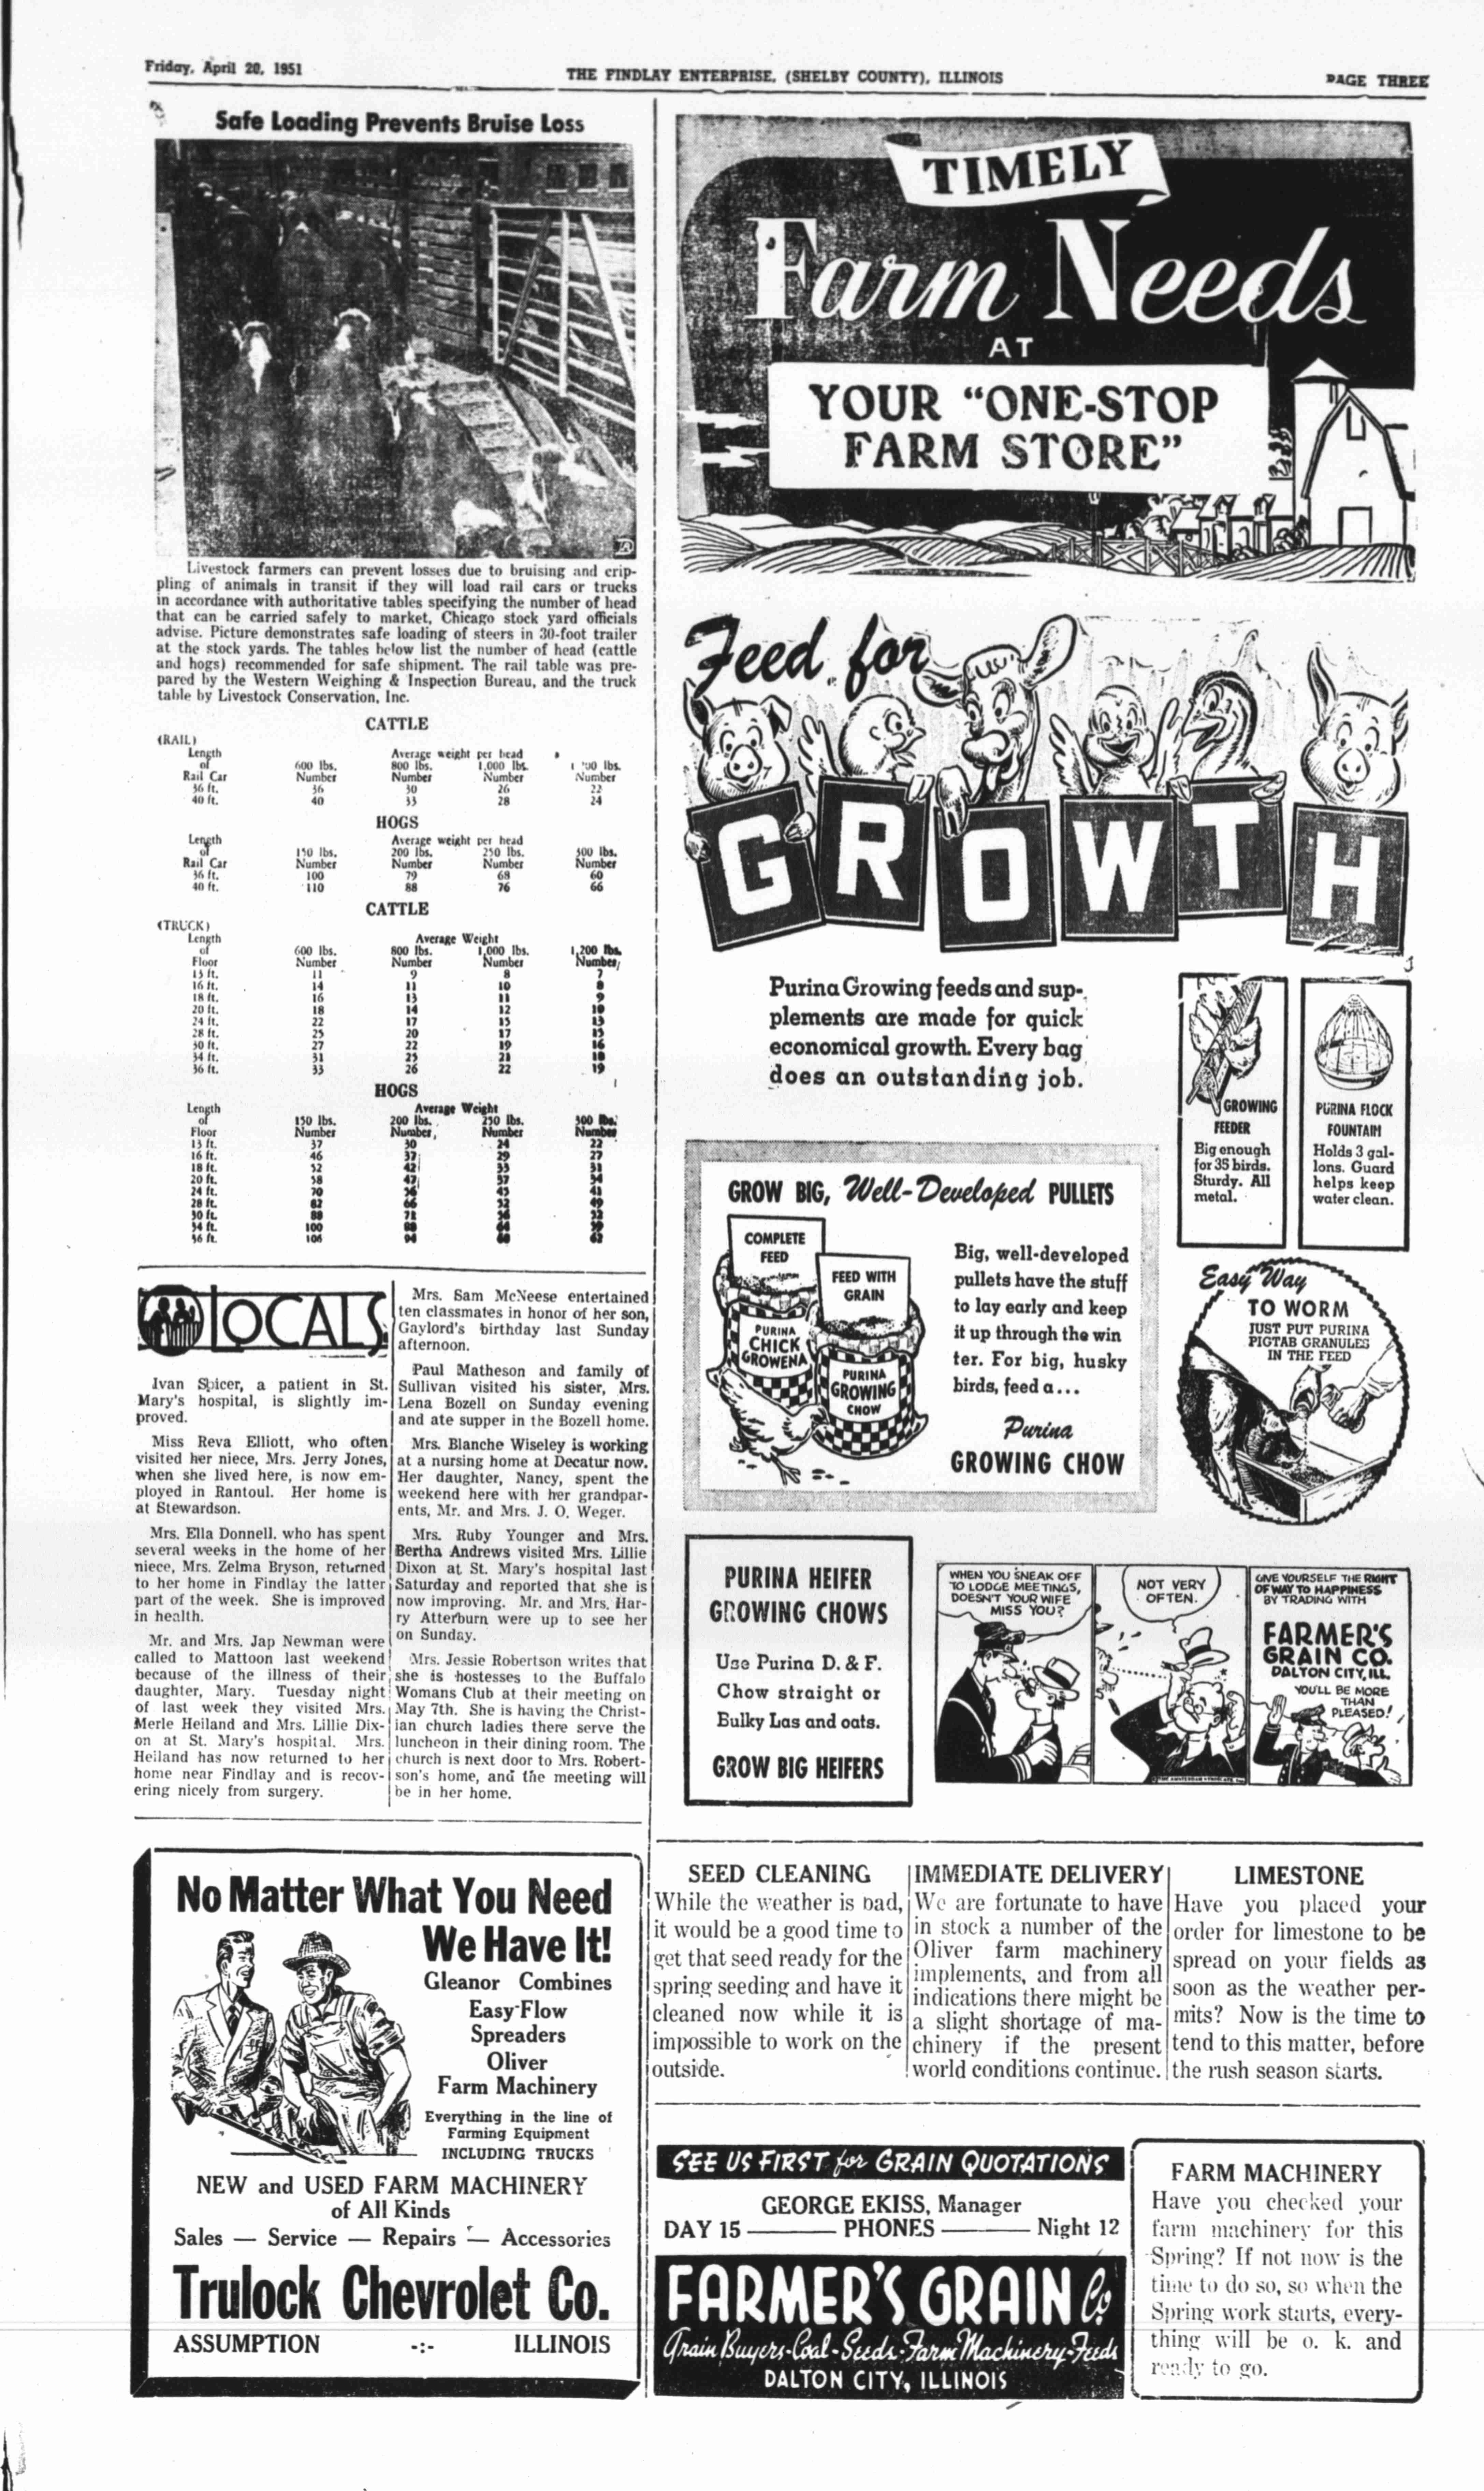 Friday, April 20, 1951
THE FINDLAY ENTERPRISE, (SHELBY COUNTY), ILLINOIS
PAGE THREE
Safe Loading Prevents Bruise Loss
Livestock farmers can prevent losses due to bruising and crip-
pling of animals in transit if they will load rail cars or trucks
in accordance with authoritative tables specifying the number of head
that can be carried safely to market, Chicago stock yard officials
advise. Picture demonstrates safe loading of steers in 30-foot trailer
at the stock yards. The tables below list the number of head (cattle
and hogs) recommended for safe shipment. The rail table was pre-
pared by the Western Weighing & Inspection Bureau, and the truck
table by Livestock Conservation, Inc.
CATTLE
(RAIL)
Length Average weight per head
of 600 lbs. 800 lbs. 1,000 lbs. lbs.
Rail Car Number Number Number Number
36 ft. 36 30 26 22
40 ft. 40 33 28 24
HOGS
Length Average weight per head
of 150 lbs. 200 lbs. 250 lbs. 300 lbs.
Rail Car Number Number Number Number
36 ft. 100 79 68 60
40 ft. 110 88 76 66
CATTLE
(TRUCK)
Length Average Weight
of 600 lbs. 800 lbs. 1,000 lbs. 1,200 lbs.
Floor Number Number Number Number
13 ft. 11 9 8 7
16 ft. 14 11 10 8
18 ft. 16 13 11 9
20 ft. 18 14 12 10
24 ft. 22 17 15 13
28 ft. 25 20 17 15
30 ft. 27 22 19 16
34 ft. 31 25 21 18
36 ft. 33 26 22 19
HOGS
Length Average Weight
of 150 lbs. 200 lbs. 250 lbs. 300 lbs.
Floor Number Number Number Number
13 ft. 37 30 24 22
16 ft. 46 37 29 27
18 ft. 52 42 33 31
20 ft. 58 47 37 34
24 ft. 70 56 45 41
28 ft. 82 66 52 49
30 ft. 88 71 56 52
34 ft. 100 80 64 59
36 ft. 106 94 68 62
LOCALS
Ivan Spicer, a patient in St.
Mary's hospital, is slightly im-
proved.
Miss Reva Elliott, who often
visited her niece, Mrs. Jerry Jones,
when she lived here, is now em-
ployed in Rantoul. Her home is
at Stewardson.
Mrs. Ella Donnell, who has spent
several weeks in the home of her
niece, Mrs. Zelma Bryson, returned
to her home in Findlay the latter
part of the week. She is improved
in health.
Mr. and Mrs. Jap Newman were
called to Mattoon last weekend
because of the illness of their
daughter, Mary. Tuesday night
of last week they visited Mrs.
Merle Heiland and Mrs. Lillie Dix-
on at St. Mary's hospital. Mrs.
Heiland has now returned to her
home near Findlay and is recov-
ering nicely from surgery.
Mrs. Sam McNeese entertained
ten classmates in honor of her son,
Gaylord's birthday last Sunday
afternoon.
Paul Matheson and family of
Sullivan visited his sister, Mrs.
Lena Bozell on Sunday evening
and ate supper in the Bozell home.
Mrs. Blanche Wiseley is working
at a nursing home at Decatur now.
Her daughter, Nancy, spent the
weekend here with her grandpar-
ents, Mr. and Mrs. J. O. Weger.
Mrs. Ruby Younger and Mrs.
Bertha Andrews visited Mrs. Lillie
Dixon at St. Mary's hospital last
Saturday and reported that she is
now improving. Mr. and Mrs. Har-
ry Atterburn were up to see her
on Sunday.
Mrs. Jessie Robertson writes that
she is hostesses to the Buffalo
Womans Club at their meeting on
May 7th. She is having the Christ-
ian church ladies there serve the
luncheon in their dining room. The
church is next door to Mrs. Robert-
son's home, and the meeting will
be in her home.
No Matter What You Need
We Have It!
Gleanor Combines
Easy-Flow
Spreaders
Oliver
Farm Machinery
Everything in the line of
Farming Equipment
INCLUDING TRUCKS
NEW and USED FARM MACHINERY
of All Kinds
Sales — Service — Repairs — Accessories
Trulock Chevrolet Co.
ASSUMPTION -:- ILLINOIS
TIMELY
Farm Needs
AT
YOUR "ONE-STOP
FARM STORE"
Feed for
GROWTH
Purina Growing feeds and sup-
plements are made for quick
economical growth. Every bag
does an outstanding job.
GROWING
FEEDER
Big enough
for 35 birds.
Sturdy. All
metal.
PURINA FLOCK
FOUNTAIN
Holds 3 gal-
lons. Guard
helps keep
water clean.
GROW BIG, Well-Developed PULLETS
COMPLETE
FEED
FEED WITH
GRAIN
PURINA
CHICK
GROWENA
PURINA
GROWING
CHOW
Big, well-developed
pullets have the stuff
to lay early and keep
it up through the win
ter. For big, husky
birds, feed a...
Purina
GROWING CHOW
Easy Way
TO WORM
JUST PUT PURINA
PIGTAB GRANULES
IN THE FEED
PURINA HEIFER
GROWING CHOWS
Use Purina D. & F.
Chow straight or
Bulky Las and oats.
GROW BIG HEIFERS
WHEN YOU SNEAK OFF
TO LODGE MEETINGS,
DOESN'T YOUR WIFE
MISS YOU?
NOT VERY
OFTEN.
GIVE YOURSELF THE RIGHT
OF WAY TO HAPPINESS
BY TRADING WITH
FARMER'S
GRAIN CO.
DALTON CITY, ILL.
YOU'LL BE MORE
THAN
PLEASED!
SEED CLEANING
While the weather is bad,
it would be a good time to
get that seed ready for the
spring seeding and have it
cleaned now while it is
impossible to work on the
outside.
IMMEDIATE DELIVERY
We are fortunate to have
in stock a number of the
Oliver farm machinery
implements, and from all
indications there might be
a slight shortage of ma-
chinery if the present
world conditions continue.
LIMESTONE
Have you placed your
order for limestone to be
spread on your fields as
soon as the weather per-
mits? Now is the time to
tend to this matter, before
the rush season starts.
SEE US FIRST for GRAIN QUOTATIONS
GEORGE EKISS, Manager
DAY 15 — PHONES — Night 12
FARMER'S GRAIN Co.
Grain Buyers-Coal-Seeds-Farm Machinery-Feeds
DALTON CITY, ILLINOIS
FARM MACHINERY
Have you checked your
farm machinery for this
Spring? If not now is the
time to do so, so when the
Spring work starts, every-
thing will be o. k. and
ready to go.